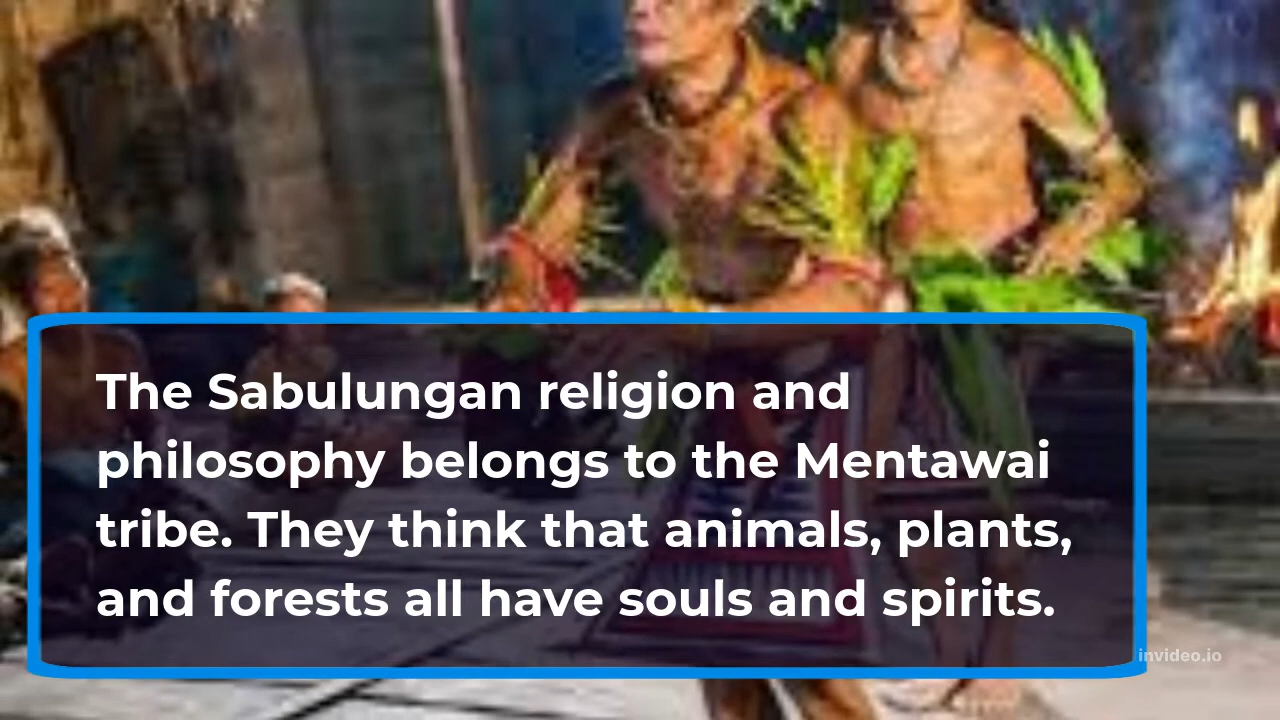 The Sabulungan religion and
philosophy belongs to the Mentawai
tribe. They think that animals, plants,
and forests all have souls and spirits.
invideo.io